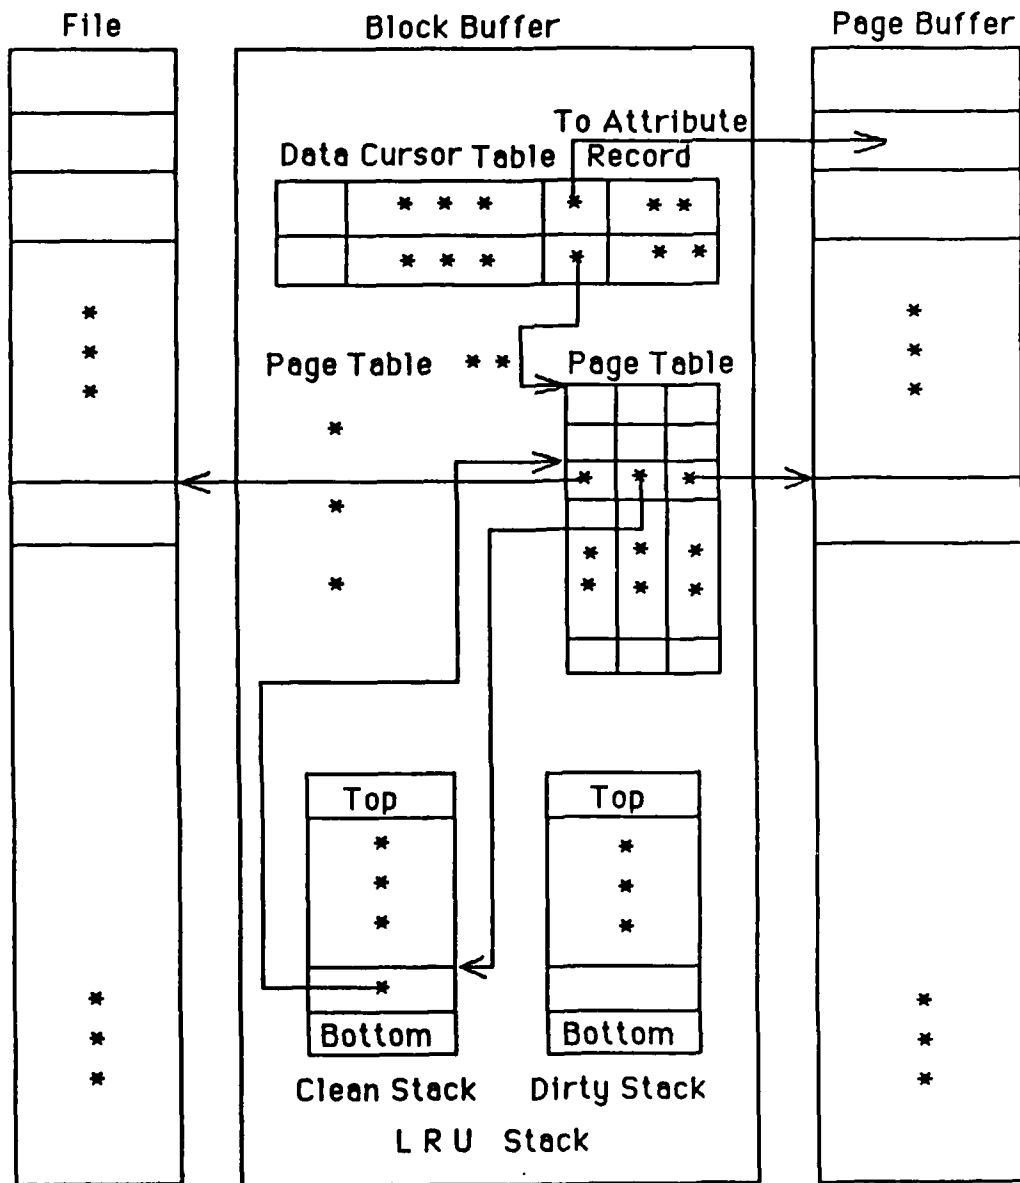 File Block Buffer Page Buffer
To Attribute
Data Cursor Table Record
* * * * * *
* * * * * *
Page Table * * Page Table
*
*
*
*
*
*
*
*
*
* * *
* * *
* * *
Top Top
* *
* *
* *
*
Bottom Bottom
*
*
*
*
*
*
Clean Stack Dirty Stack
L R U Stack